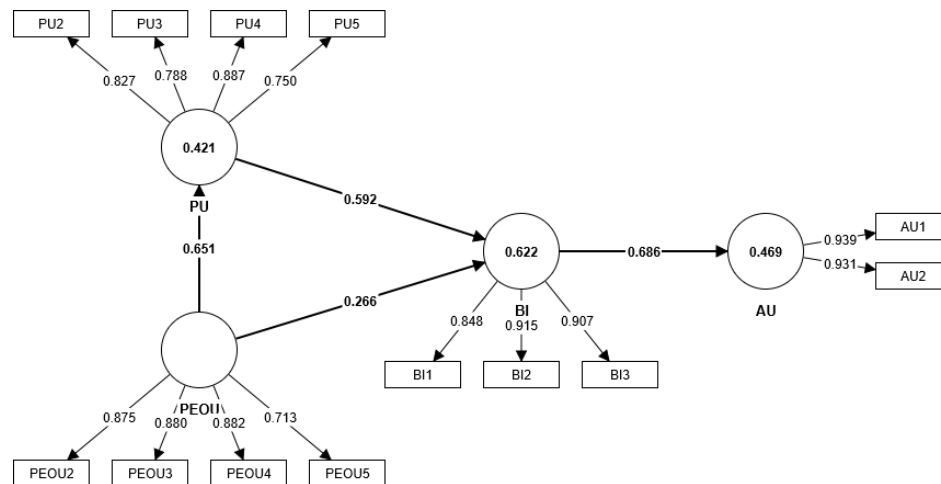 PU2 PU3 PU4 PU5
0.827 0.788 0.887 0.750
0.421
PU
0.592
0.651
0.622
BI
0.686
0.469
AU
0.939
0.931
AU1
AU2
0.266
0.848 0.915 0.907
BI1 BI2 BI3
PEOU
0.875 0.880 0.882 0.713
PEOU2 PEOU3 PEOU4 PEOU5